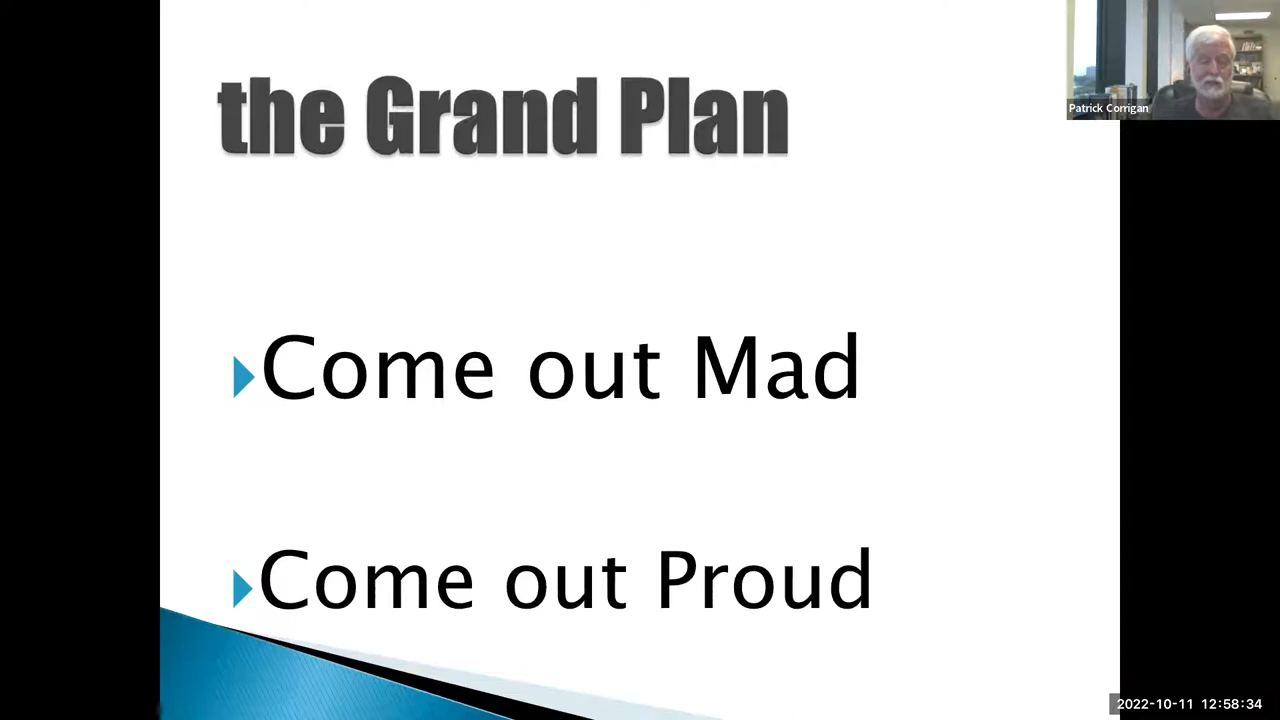 the Grand Plan
Patrick Corrigan
Come out Mad
Come out Proud
2022-10-11 12:58:34